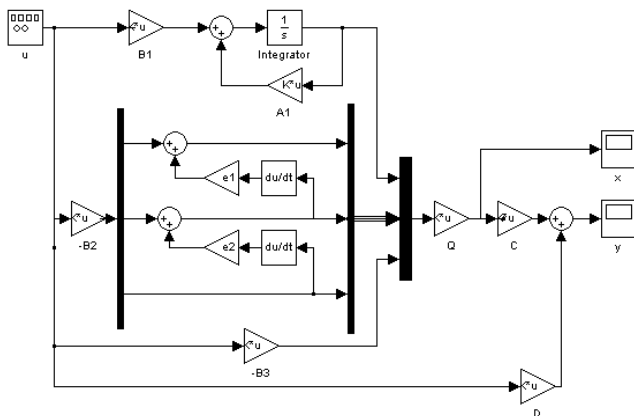 u
B1
1
s
Integrator
K*u
A1
e1
du/dt
e2
du/dt
-B2
-B3
Q
C
D
x
y